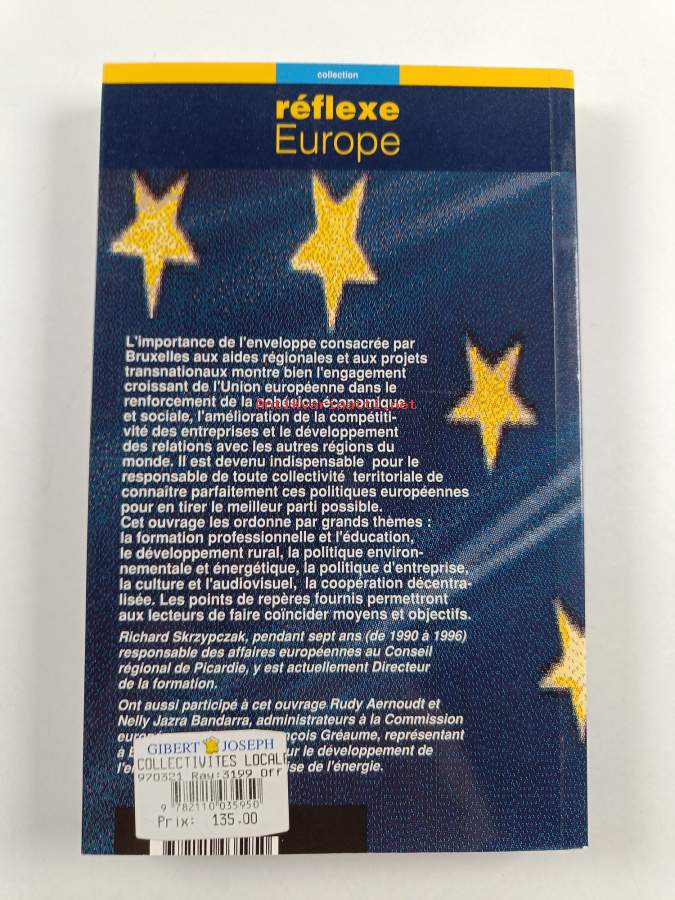 collection
réflexe
Europe
L'importance de l'enveloppe consacrée par
Bruxelles aux aides régionales et aux projets
transnationaux montre bien l'engagement
croissant de l'Union européenne dans le
renforcement de la cohésion économique
Antikvariaatti.net
et sociale, l'amélioration de la compétiti-
vité des entreprises et le développement
des relations avec les autres régions du
monde. Il est devenu indispensable pour le
responsable de toute collectivité territoriale de
connaitre parfaitement ces politiques européennes
pour en tirer le meilleur parti possible.
Cet ouvrage les ordonne par grands thèmes :
la formation professionnelle et l'éducation,
le développement rural, la politique environ-
nementale et énergétique, la politique d'entreprise,
la culture et l'audiovisuel, la coopération décentra-
lisée. Les points de repères fournis permettront
aux lecteurs de faire coïncider moyens et objectifs.
Richard Skrzypczak, pendant sept ans (de 1990 à 1996)
responsable des affaires européennes au Conseil
régional de Picardie, y est actuellement Directeur
de la formation.
Ont aussi participé à cet ouvrage Rudy Aernoudt et
Nelly Jazra Bandarra, administrateurs à la Commission
Gréaume, représentant
le développement de
de l'énergie.
GIBERT JOSEPH
COLLECTIVITES LOCAL
970321 Ray:3199 Off
9 782110 035950
Prix: 135.00